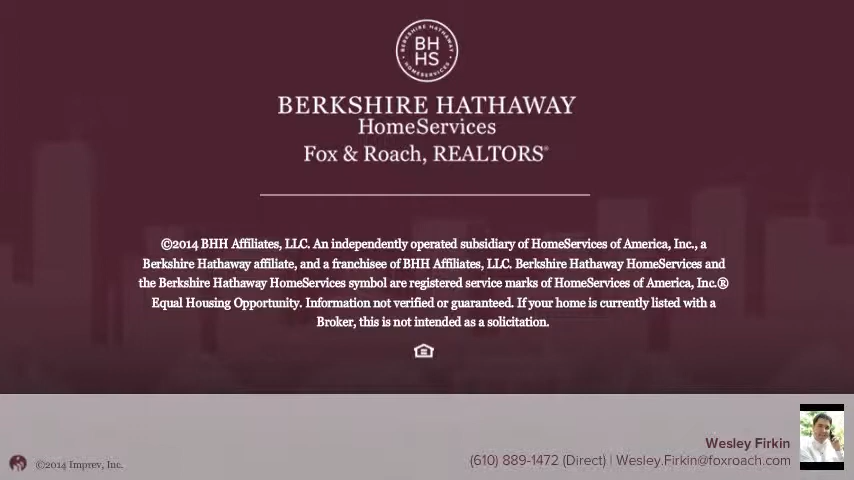 BERKSHIRE HATHAWAY
HOMESERVICES
BH
HS
BERKSHIRE HATHAWAY
HomeServices
Fox & Roach, REALTORS®
©2014 BHH Affiliates, LLC. An independently operated subsidiary of HomeServices of America, Inc., a
Berkshire Hathaway affiliate, and a franchisee of BHH Affiliates, LLC. Berkshire Hathaway HomeServices and
the Berkshire Hathaway HomeServices symbol are registered service marks of HomeServices of America, Inc.®
Equal Housing Opportunity. Information not verified or guaranteed. If your home is currently listed with a
Broker, this is not intended as a solicitation.
Wesley Firkin
(610) 889-1472 (Direct) | Wesley.Firkin@foxroach.com
©2014 Imprev, Inc.